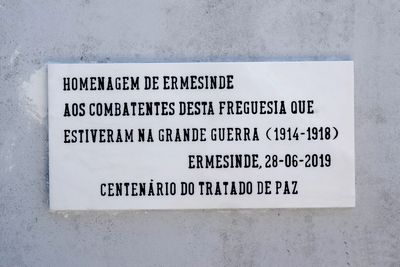 HOMENAGEM DE ERMESINDE
AOS COMBATENTES DESTA FREGUESIA QUE
ESTIVERAM NA GRANDE GUERRA (1914-1918)
ERMESINDE, 28-06-2019
CENTENÁRIO DO TRATADO DE PAZ